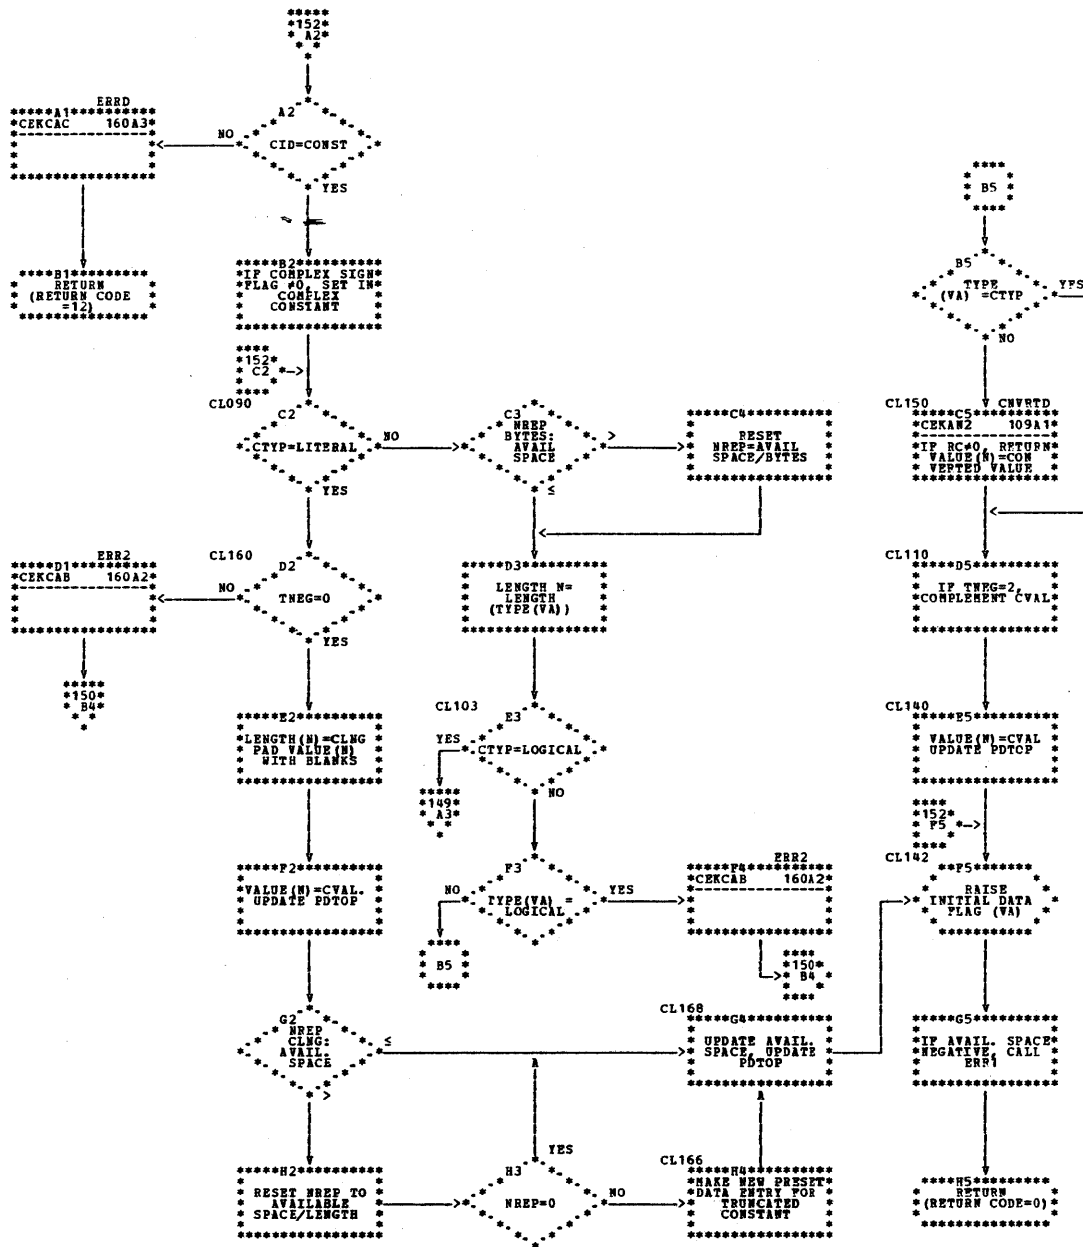 152
A2
ERRD
A1
CEKCAC 160A3
NO
A2
CID=CONST
YES
B5
B1
RETURN
(RETURN CODE
=12)
B2
IF COMPLEX SIGN
FLAG ≠0, SET IN
COMPLEX
CONSTANT
B5
TYPE
(VA) =CTYP
YES
NO
152
C2
CL090
C2
CTYP=LITERAL
NO
YES
C3
NREP
BYTES:
AVAIL
SPACE
>
≤
C4
RESET
NREP=AVAIL
SPACE/BYTES
CL150
CNVRTD
C5
CEKAN2 109A1
IF RC≠0, RETURN
VALUE(N)=CON
VERTED VALUE
ERR2
D1
CEKCAB 160A2
NO
CL160
D2
TNEG=0
YES
D3
LENGTH N=
LENGTH
(TYPE(VA))
CL110
D5
IF TNEG=2,
COMPLEMENT CVAL
150
B4
E2
LENGTH(N)=CLNG
PAD VALUE(N)
WITH BLANKS
CL103
E3
YES
CTYP=LOGICAL
NO
149
A3
CL140
E5
VALUE(N)=CVAL
UPDATE PDTOP
152
F5
F2
VALUE(N)=CVAL.
UPDATE PDTOP
F3
NO
TYPE(VA) =
LOGICAL
YES
B5
ERR2
F4
CEKCAB 160A2
150
B4
CL142
F5
RAISE
INITIAL DATA
FLAG (VA)
G2
NREP
CLNG:
AVAIL.
SPACE
≤
>
CL168
G4
UPDATE AVAIL.
SPACE, UPDATE
PDTOP
G5
IF AVAIL. SPACE
NEGATIVE, CALL
ERR1
H2
RESET NREP TO
AVAILABLE
SPACE/LENGTH
YES
H3
NREP=0
NO
CL166
H4
MAKE NEW PRESET
DATA ENTRY FOR
TRUNCATED
CONSTANT
H5
RETURN
(RETURN CODE=0)